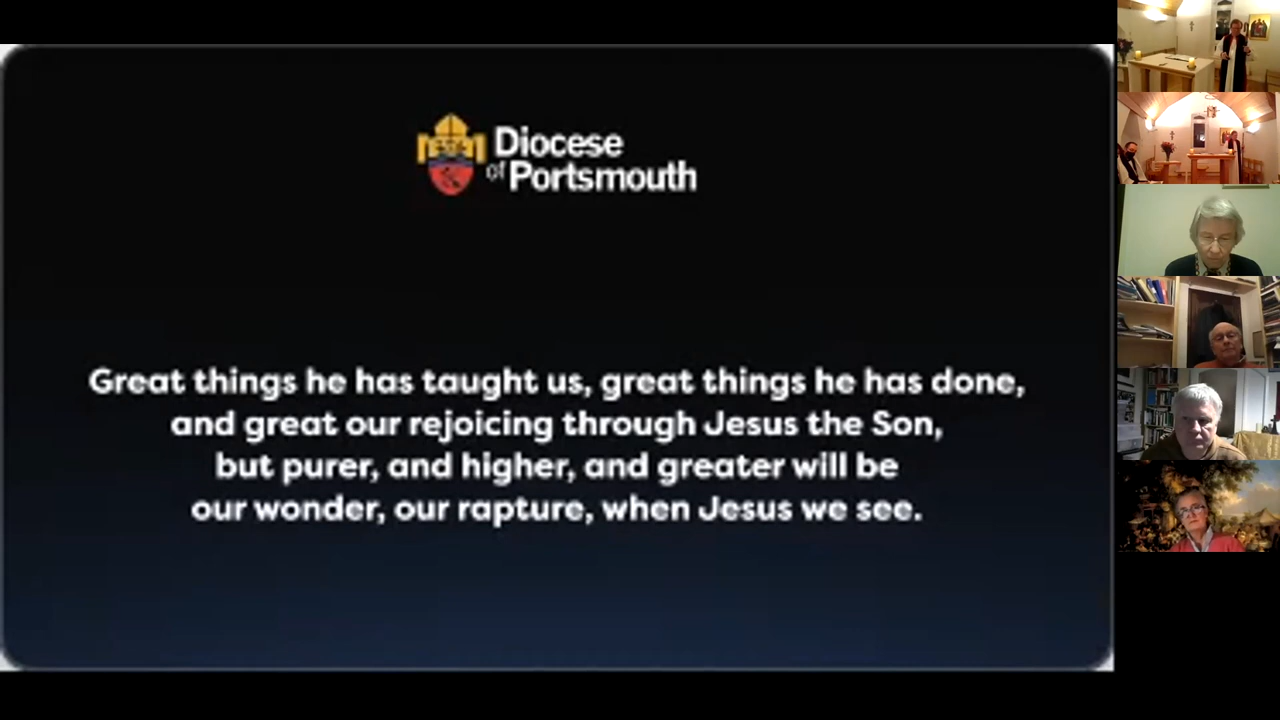 Diocese
of Portsmouth
Great things he has taught us, great things he has done,
and great our rejoicing through Jesus the Son,
but purer, and higher, and greater will be
our wonder, our rapture, when Jesus we see.